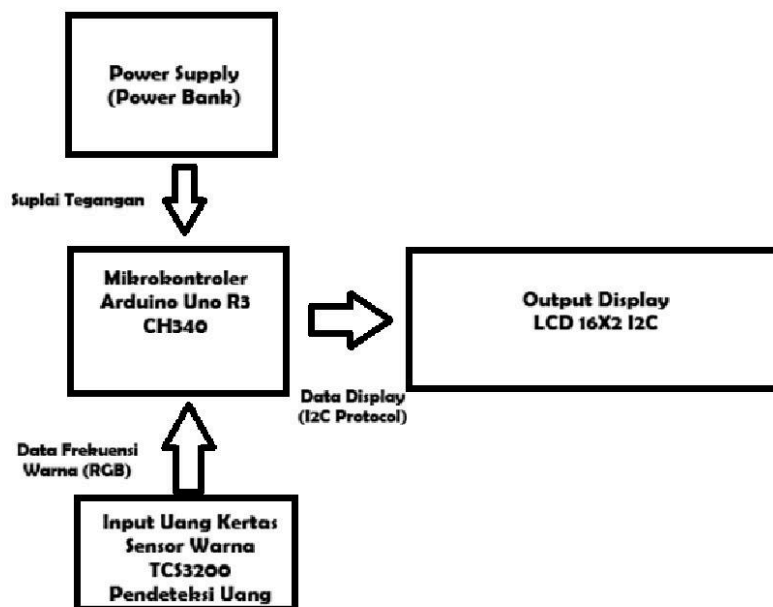 Power Supply
(Power Bank)
Suplai Tegangan
Mikrokontroler
Arduino Uno R3
CH340
Output Display
LCD 16X2 I2C
Data Display
(I2C Protocol)
Data Frekuensi
Warna (RGB)
Input Uang Kertas
Sensor Warna
TCS3200
Pendeteksi Uang